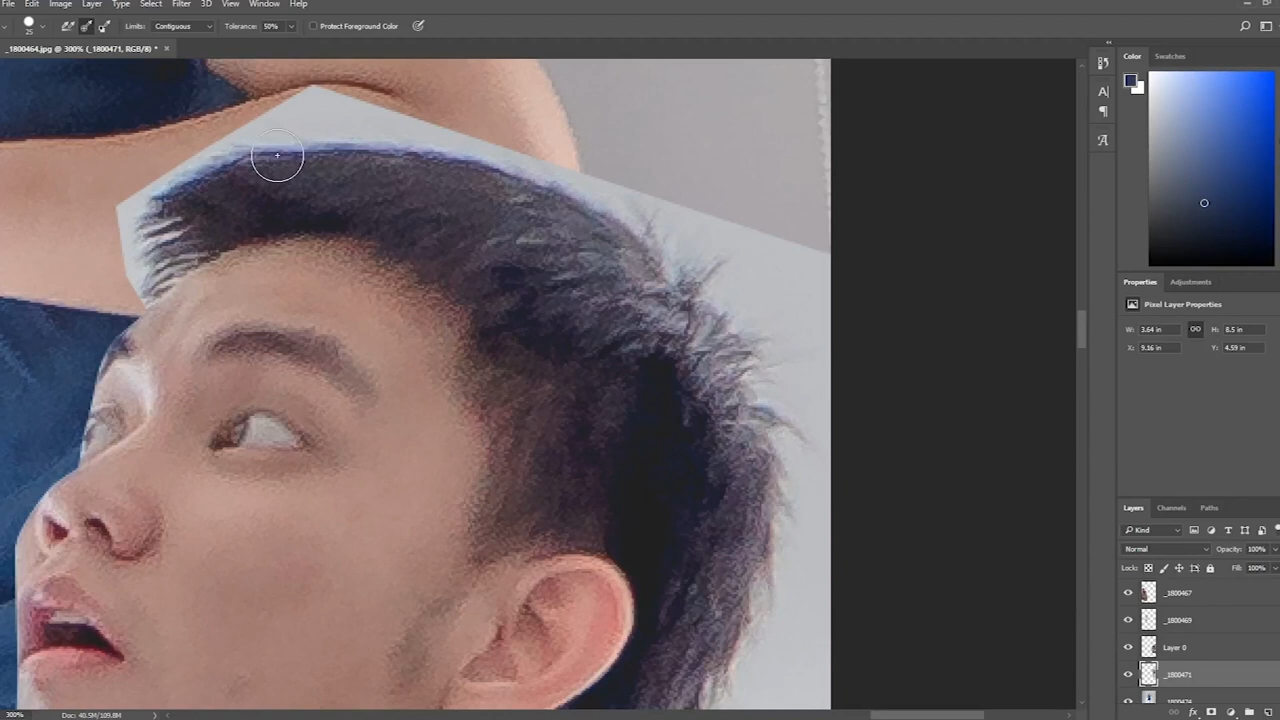 File Edit Image Layer Type Select Filter 3D View Window Help
25 Limits: Contiguous Tolerance: 50% Protect Foreground Color
_1800464.jpg @ 300% (_1800471, RGB/8) * ×
Color Swatches
Properties Adjustments
Pixel Layer Properties
W: 3.64 in H: 8.5 in
X: 9.16 in Y: 4.59 in
Layers Channels Paths
Kind
Normal Opacity: 100%
Lock: Fill: 100%
_1800467
_1800469
Layer 0
_1800471
300% Doc: 40.5M/109.8M